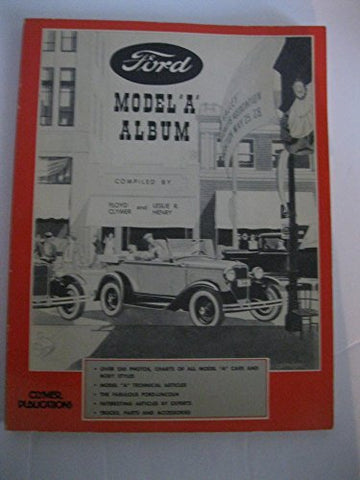 Ford
MODEL "A"
ALBUM
COMPILED BY
FLOYD CLYMER and LESLIE R. HENRY
• OVER 150 PHOTOS, CHARTS OF ALL MODEL "A" CARS AND
BODY STYLES
• MODEL "A" TECHNICAL ARTICLES
• THE FABULOUS FORD-LINCOLN
• INTERESTING ARTICLES BY EXPERTS
• TRUCKS, PARTS AND ACCESSORIES
CLYMER
PUBLICATIONS